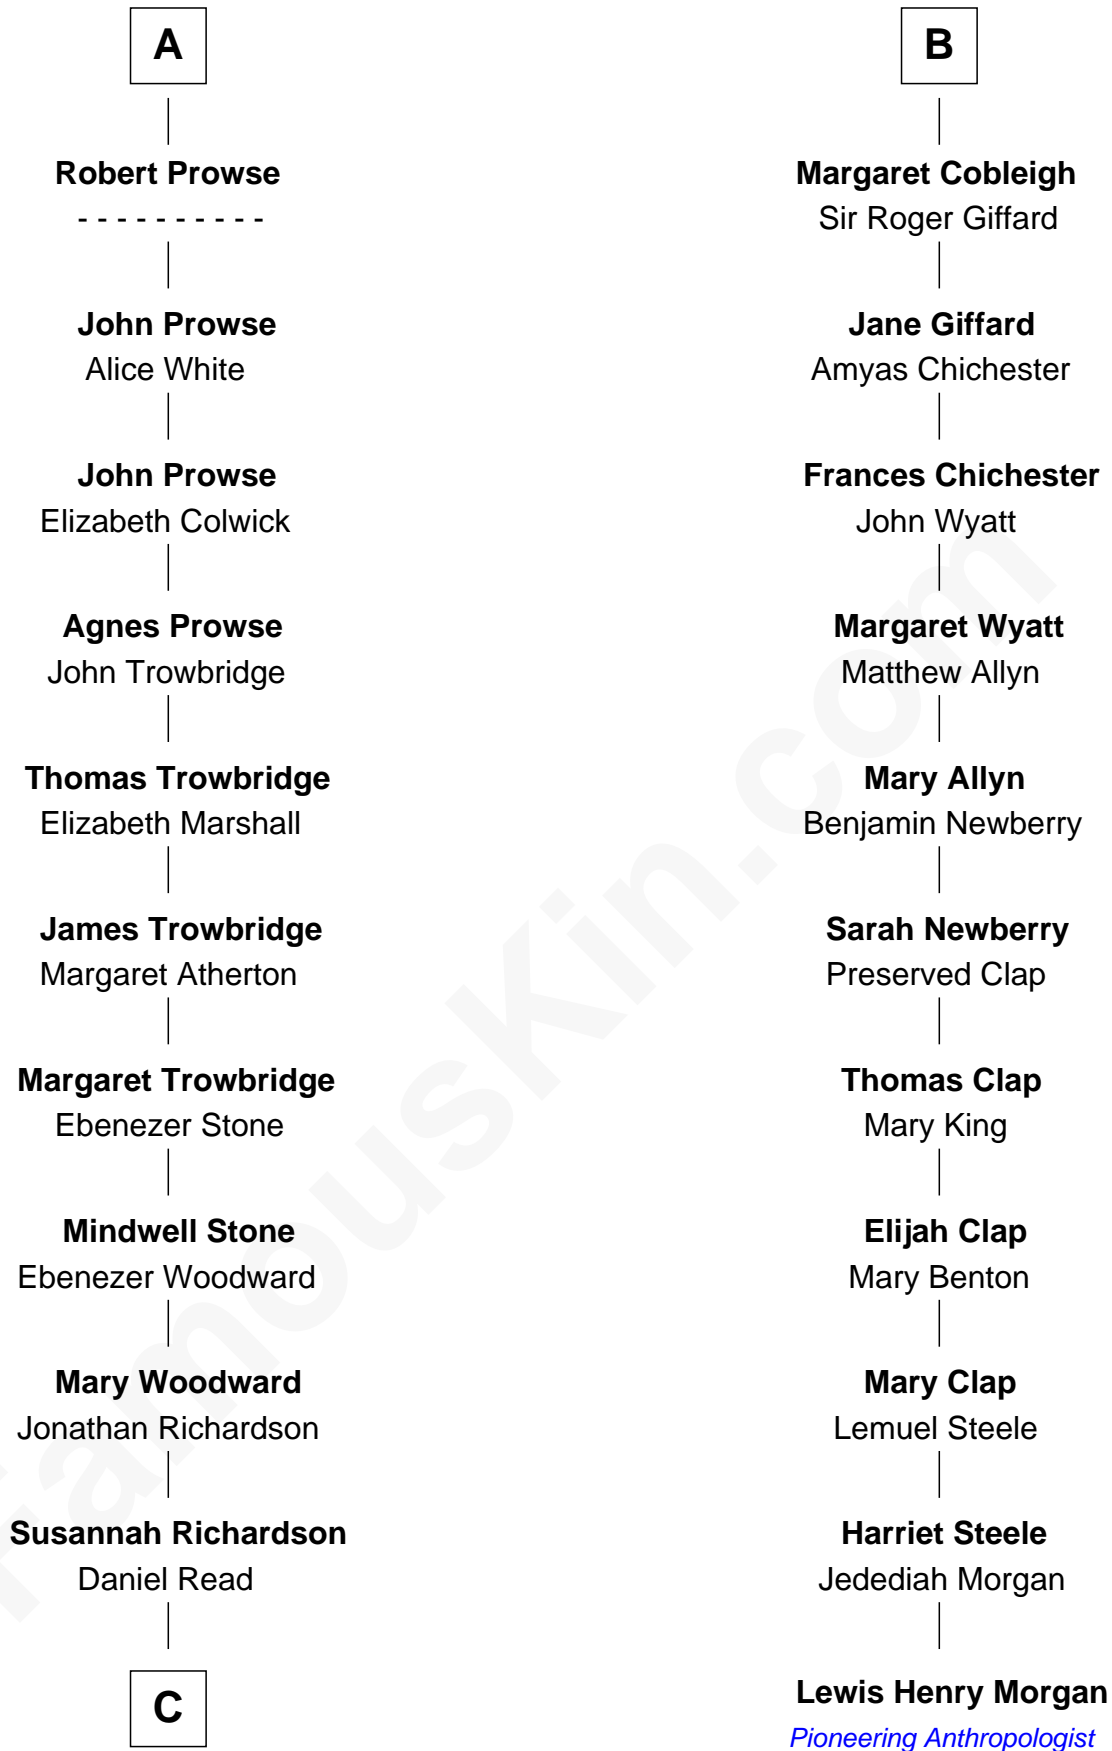 A
Robert Prowse
- - - - - - - - - -
John Prowse
Alice White
John Prowse
Elizabeth Colwick
Agnes Prowse
John Trowbridge
Thomas Trowbridge
Elizabeth Marshall
James Trowbridge
Margaret Atherton
Margaret Trowbridge
Ebenezer Stone
Mindwell Stone
Ebenezer Woodward
Mary Woodward
Jonathan Richardson
Susannah Richardson
Daniel Read
C
B
Margaret Cobleigh
Sir Roger Giffard
Jane Giffard
Amyas Chichester
Frances Chichester
John Wyatt
Margaret Wyatt
Matthew Allyn
Mary Allyn
Benjamin Newberry
Sarah Newberry
Preserved Clap
Thomas Clap
Mary King
Elijah Clap
Mary Benton
Mary Clap
Lemuel Steele
Harriet Steele
Jedediah Morgan
Lewis Henry Morgan
Pioneering Anthropologist
FamousKin.com